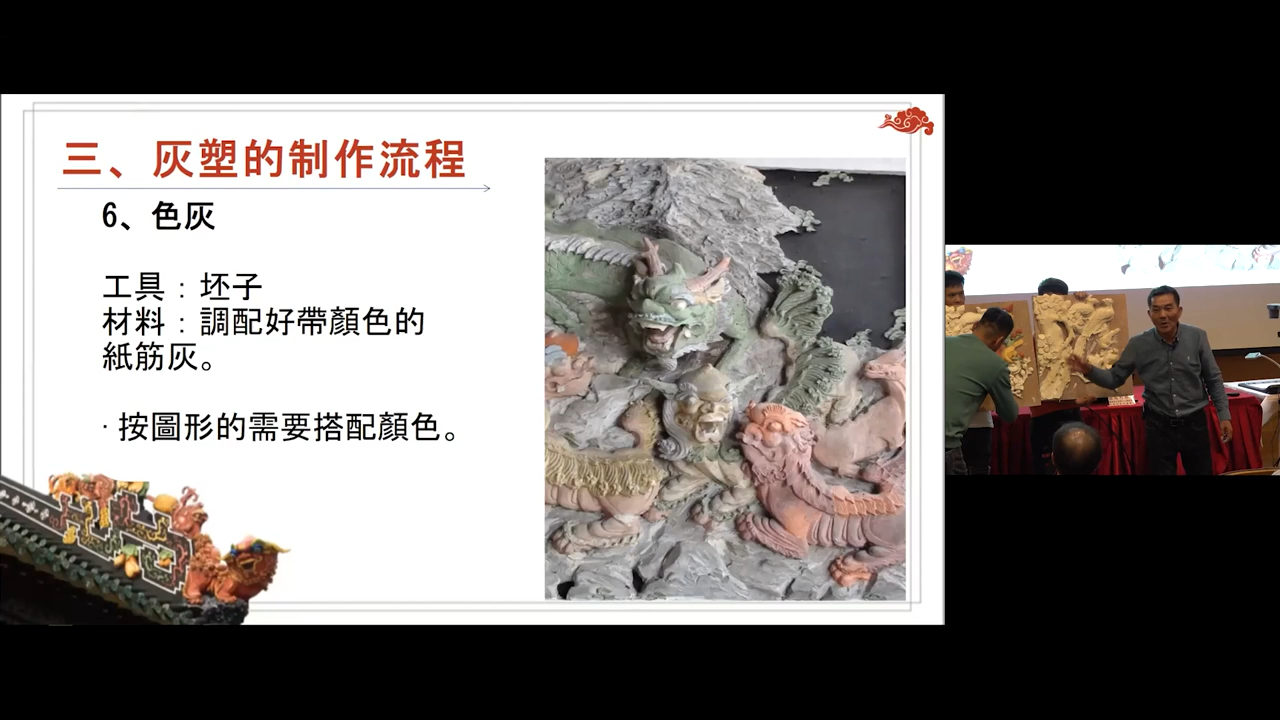 三、灰塑的制作流程
6、色灰
工具：坯子
材料：調配好帶顏色的
紙筋灰。
· 按圖形的需要搭配顏色。